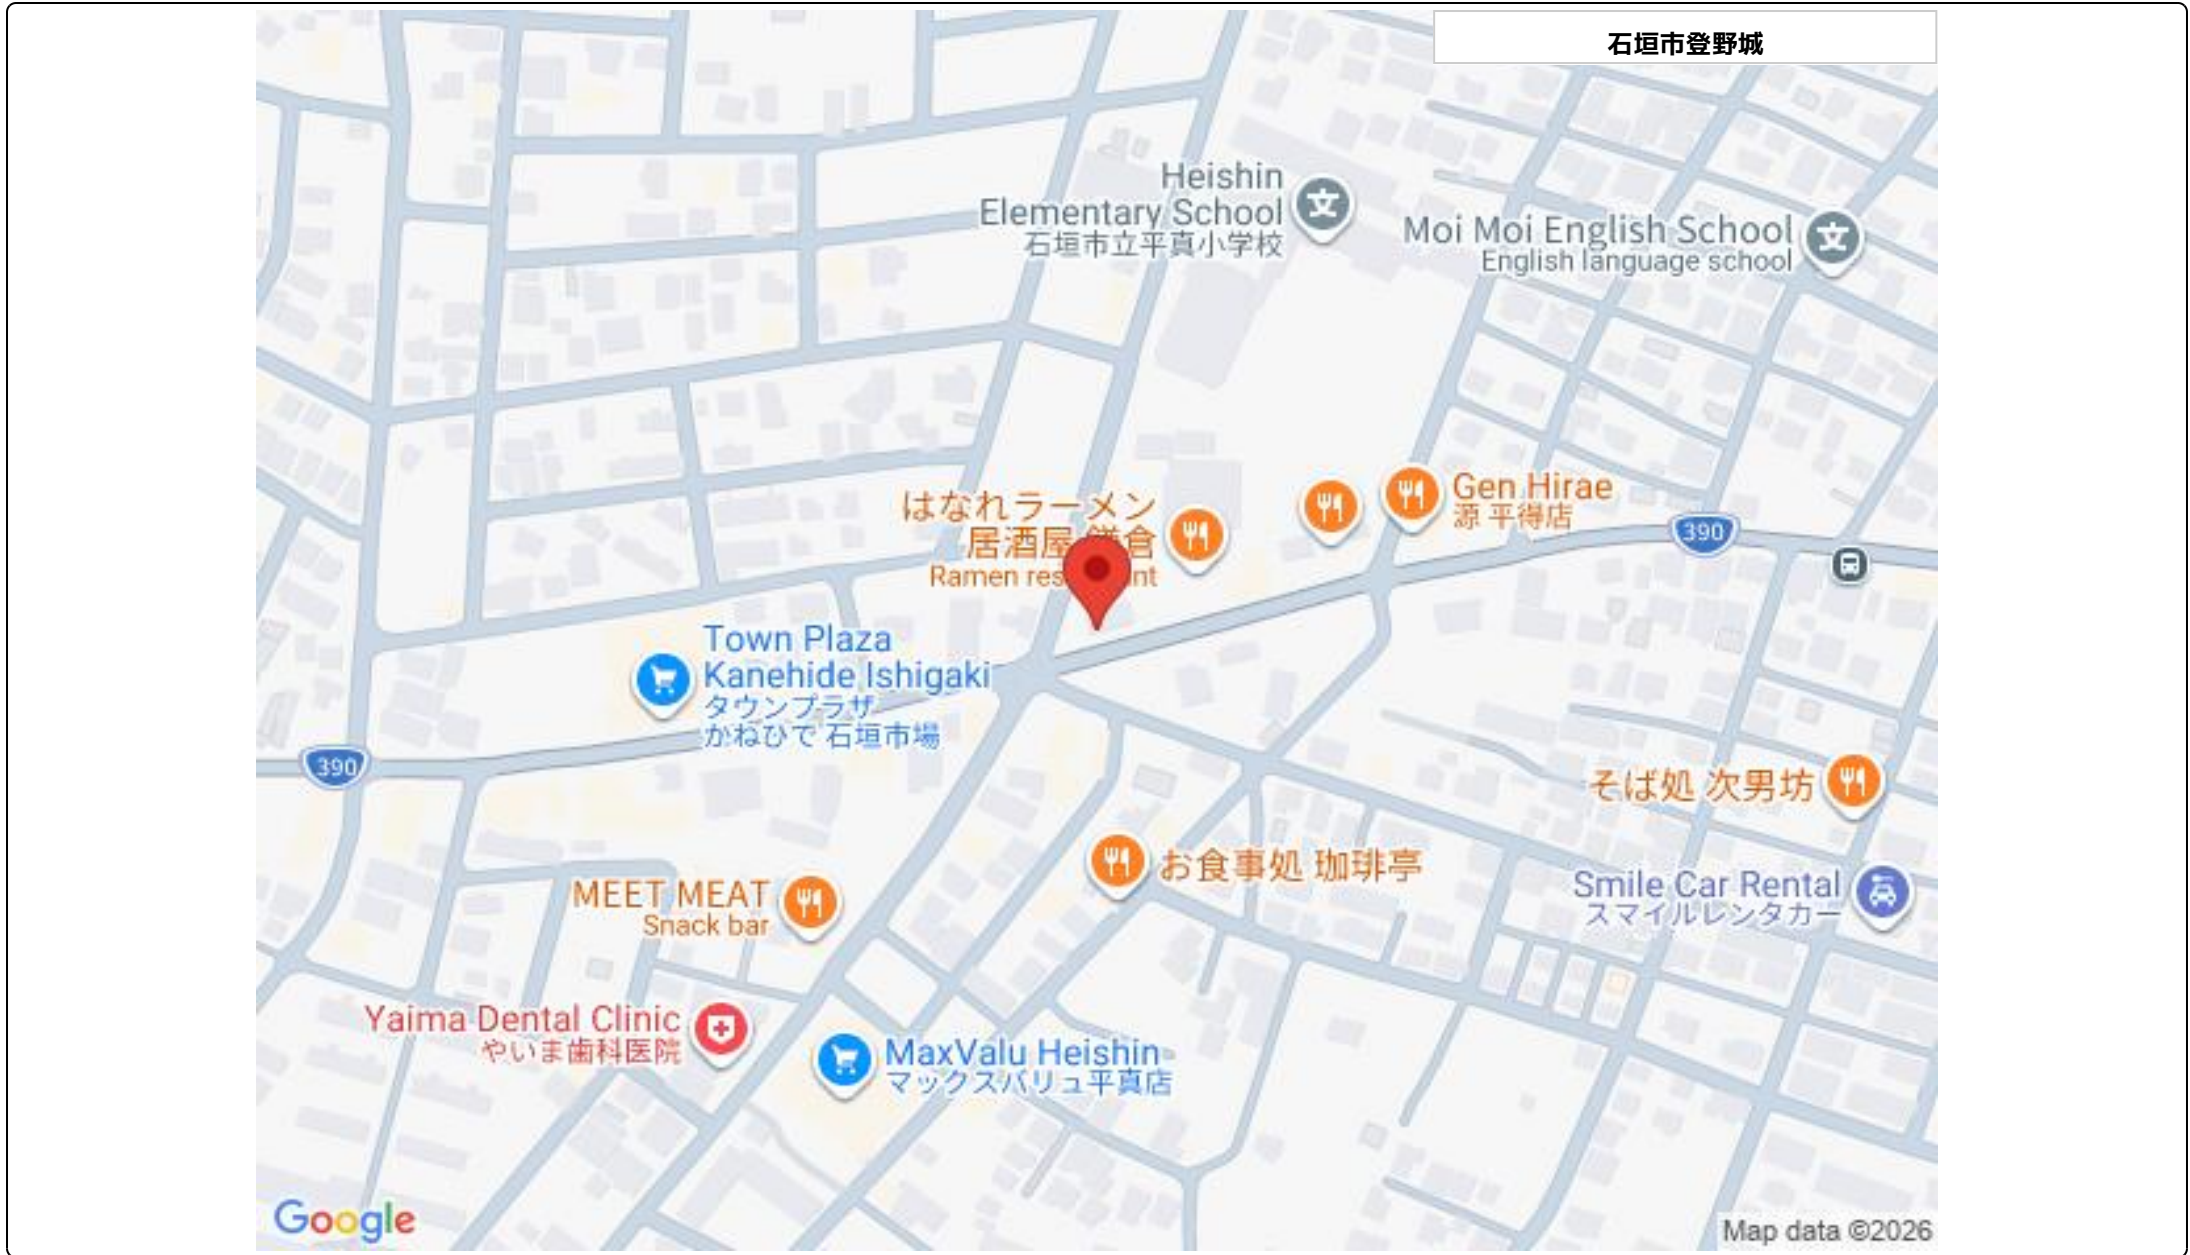 石垣市登野城
Heishin
Elementary School
石垣市立平真小学校
Moi Moi English School
English language school
はなれラーメン
居酒屋 鎌倉
Ramen res nt
Gen Hirae
源 平得店
390
Town Plaza
Kanehide Ishigaki
タウンプラザ
かねひで 石垣市場
390
そば処 次男坊
お食事処 珈琲亭
MEET MEAT
Snack bar
Smile Car Rental
スマイルレンタカー
Yaima Dental Clinic
やいま歯科医院
MaxValu Heishin
マックスバリュ平真店
Google
Map data ©2026